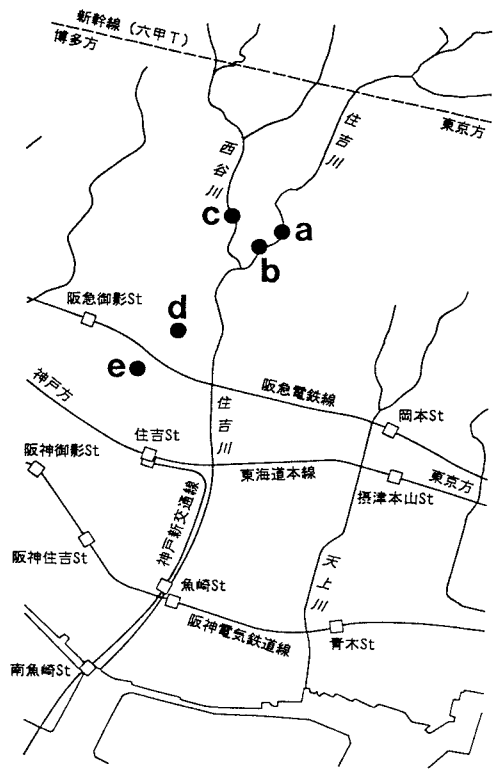 新幹線(六甲T)
博多方
東京方
住吉川
西谷川
c
a
b
d
阪急御影St
e
神戸方
阪急電鉄線
岡本St
住吉川
住吉St
阪神御影St
東海道本線
東京方
摂津本山St
神戸新交通線
阪神住吉St
天上川
魚崎St
阪神電気鉄道線
青木St
南魚崎St